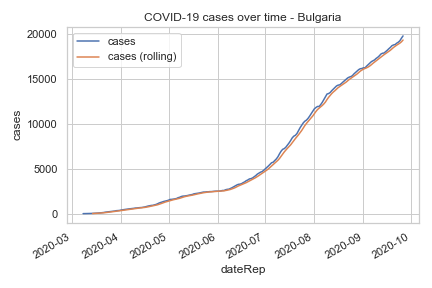 COVID-19 cases over time - Bulgaria
cases
cases (rolling)
20000
15000
10000
5000
0
cases
2020-03
2020-04
2020-05
2020-06
2020-07
2020-08
2020-09
2020-10
dateRep